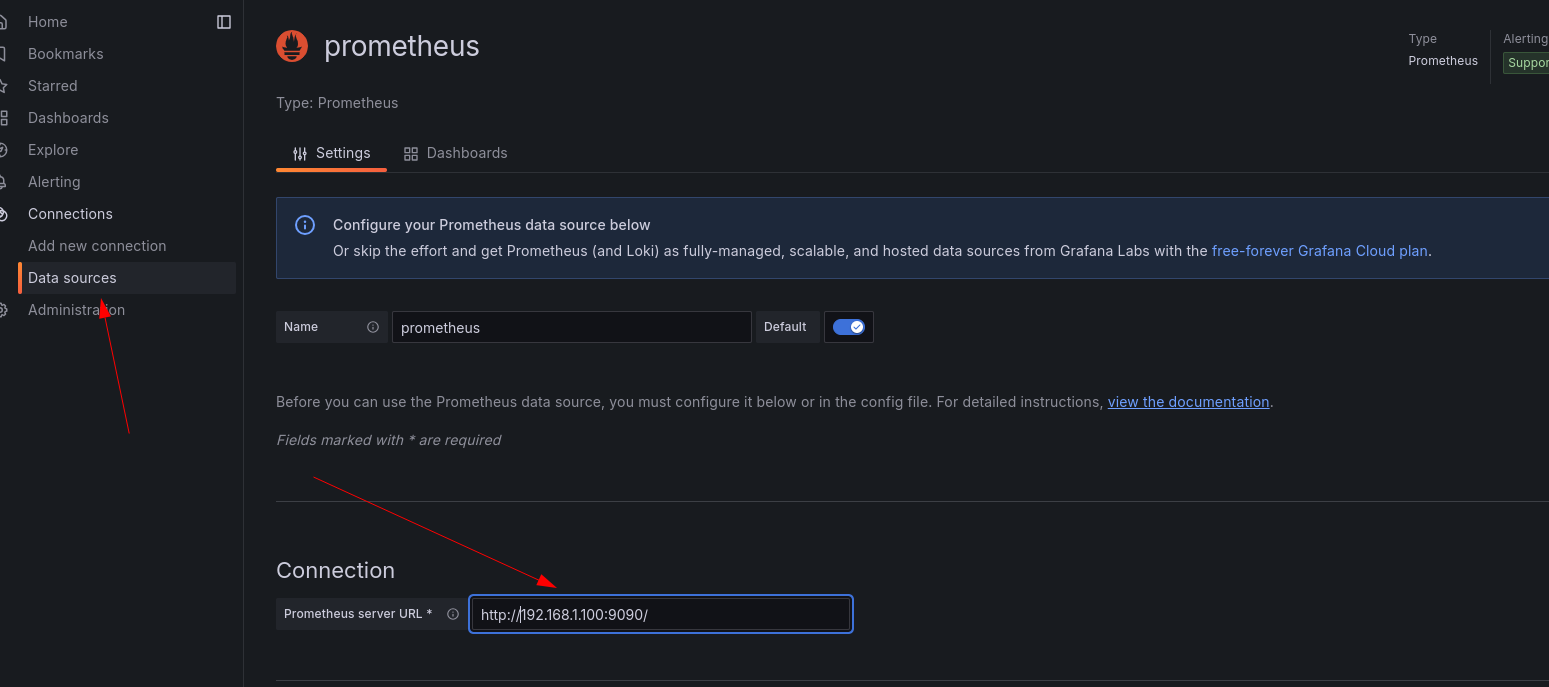 Home
Bookmarks
Starred
Dashboards
Explore
Alerting
Connections
Add new connection
Data sources
Administration
prometheus
Type
Prometheus
Alerting
Type: Prometheus
Settings
Dashboards
Configure your Prometheus data source below
Or skip the effort and get Prometheus (and Loki) as fully-managed, scalable, and hosted data sources from Grafana Labs with the free-forever Grafana Cloud plan.
Name
prometheus
Default
Before you can use the Prometheus data source, you must configure it below or in the config file. For detailed instructions, view the documentation.
Fields marked with * are required
Connection
Prometheus server URL *
http://192.168.1.100:9090/